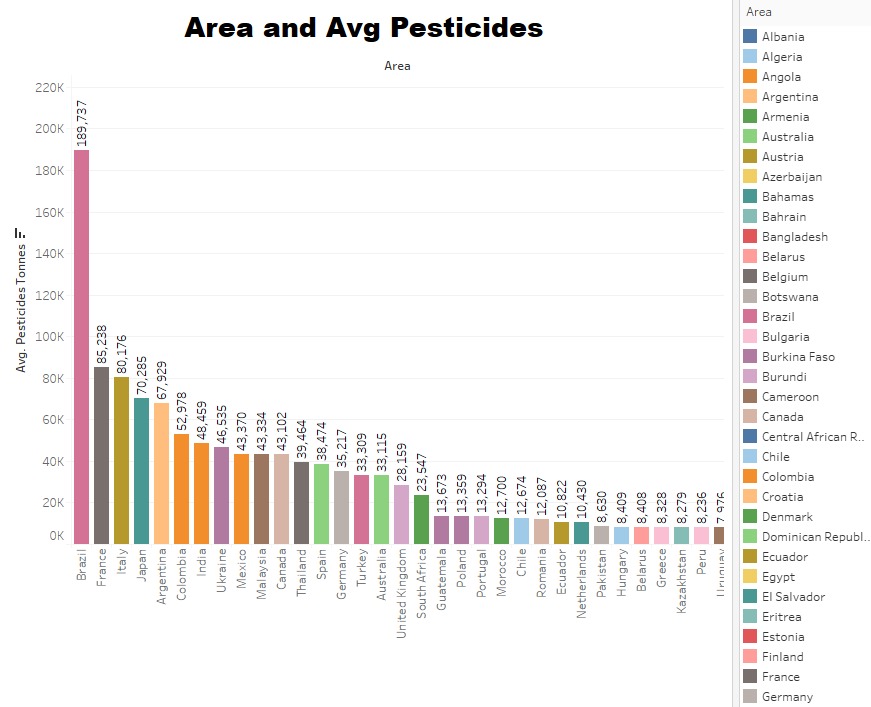 Area and Avg Pesticides
Area
Avg. Pesticides Tonnes
220K
200K
180K
160K
140K
120K
100K
80K
60K
40K
20K
0K
189,737
85,238
80,176
70,285
67,929
52,978
48,459
46,535
43,370
43,334
43,102
39,464
38,474
35,217
33,309
33,115
28,159
23,547
13,673
13,359
13,294
12,700
12,674
12,087
10,822
10,430
8,630
8,409
8,408
8,328
8,279
8,236
7,976
Brazil
France
Italy
Japan
Argentina
Colombia
India
Ukraine
Mexico
Malaysia
Canada
Thailand
Spain
Germany
Turkey
Australia
United Kingdom
South Africa
Guatemala
Poland
Portugal
Morocco
Chile
Romania
Ecuador
Netherlands
Pakistan
Hungary
Belarus
Greece
Kazakhstan
Peru
Uruguay
Area
Albania
Algeria
Angola
Argentina
Armenia
Australia
Austria
Azerbaijan
Bahamas
Bahrain
Bangladesh
Belarus
Belgium
Botswana
Brazil
Bulgaria
Burkina Faso
Burundi
Cameroon
Canada
Central African R..
Chile
Colombia
Croatia
Denmark
Dominican Republ..
Ecuador
Egypt
El Salvador
Eritrea
Estonia
Finland
France
Germany